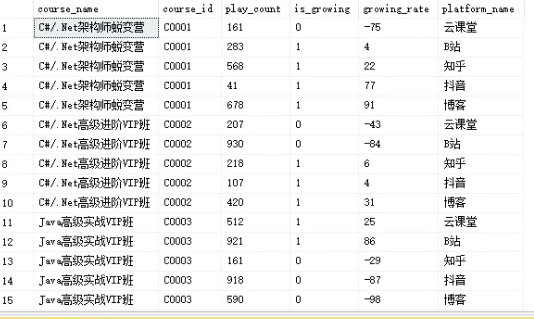 course_name course_id play_count is_growing growing_rate platform_name
1 C#/.Net架构师蜕变营 C0001 161 0 -75 云课堂
2 C#/.Net架构师蜕变营 C0001 283 1 4 B站
3 C#/.Net架构师蜕变营 C0001 568 1 22 知乎
4 C#/.Net架构师蜕变营 C0001 41 1 77 抖音
5 C#/.Net架构师蜕变营 C0001 678 1 91 博客
6 C#/.Net高级进阶VIP班 C0002 207 0 -43 云课堂
7 C#/.Net高级进阶VIP班 C0002 930 0 -84 B站
8 C#/.Net高级进阶VIP班 C0002 218 1 6 知乎
9 C#/.Net高级进阶VIP班 C0002 107 1 4 抖音
10 C#/.Net高级进阶VIP班 C0002 420 1 31 博客
11 Java高级实战VIP班 C0003 512 1 25 云课堂
12 Java高级实战VIP班 C0003 921 1 86 B站
13 Java高级实战VIP班 C0003 161 0 -29 知乎
14 Java高级实战VIP班 C0003 918 0 -87 抖音
15 Java高级实战VIP班 C0003 590 0 -98 博客